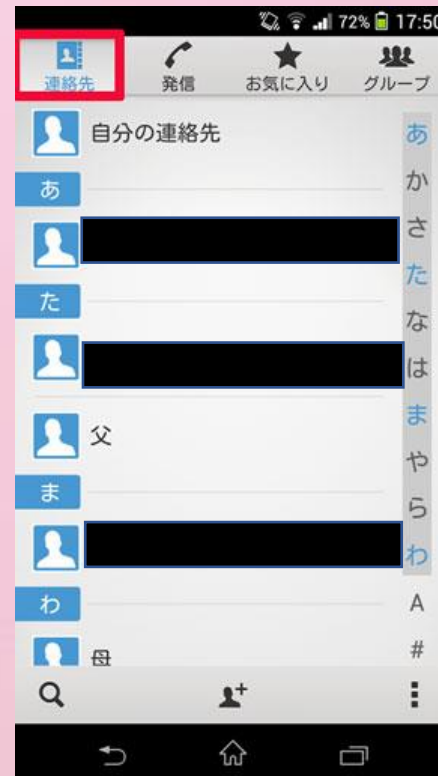 72% 17:50
連絡先 発信 お気に入り グループ
自分の連絡先
あ
た
父
ま
わ
母
あ
か
さ
た
な
は
ま
や
ら
わ
A
#